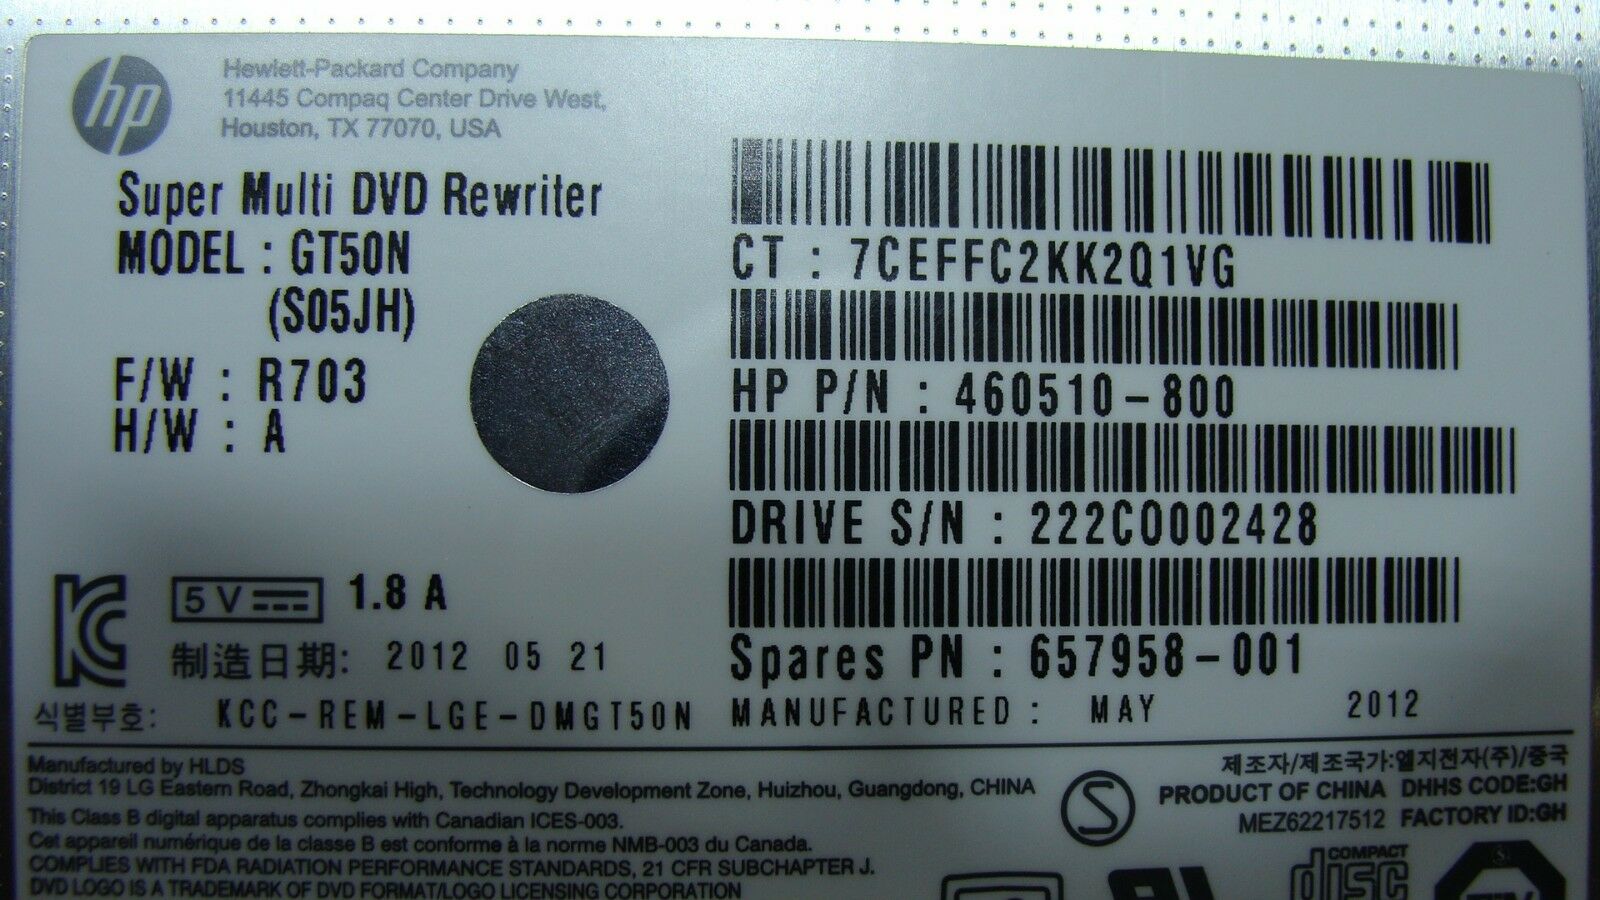 hp
Hewlett-Packard Company
11445 Compaq Center Drive West,
Houston, TX 77070, USA
Super Multi DVD Rewriter
MODEL : GT50N
(S05JH)
F/W : R703
H/W : A
CT : 7CEFFC2KK2Q1VG
HP P/N : 460510-800
DRIVE S/N : 222CO002428
Spares PN : 657958-001
MANUFACTURED : MAY 2012
5 V 1.8 A
制造日期: 2012 05 21
식별부호: KCC-REM-LGE-DMGT50N
Manufactured by HLDS
District 19 LG Eastern Road, Zhongkai High, Technology Development Zone, Huizhou, Guangdong, CHINA
This Class B digital apparatus complies with Canadian ICES-003.
Cet appareil numérique de la classe B est conforme à la norme NMB-003 du Canada.
COMPLIES WITH FDA RADIATION PERFORMANCE STANDARDS, 21 CFR SUBCHAPTER J.
DVD LOGO IS A TRADEMARK OF DVD FORMAT/LOGO LICENSING CORPORATION
제조자/제조국가:엘지전자(주)/중국
PRODUCT OF CHINA DHHS CODE:GH
MEZ62217512 FACTORY ID:GH
COMPACT
disc